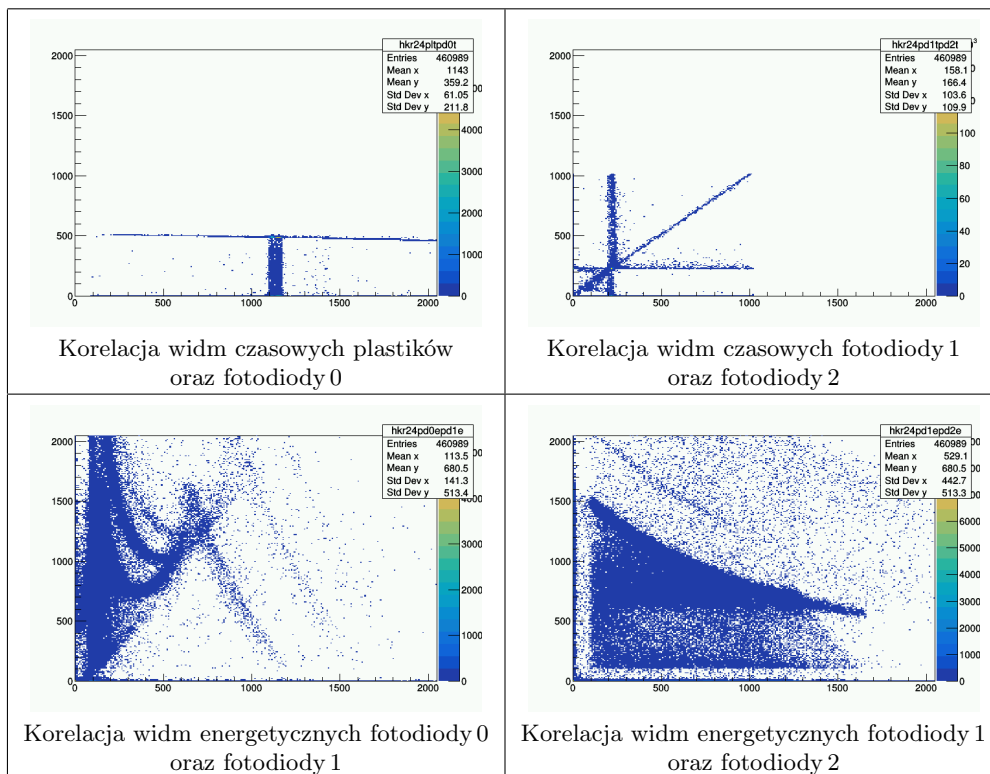 hkr24pltpd0t
Entries 460989
Mean x 1143
Mean y 359.2
Std Dev x 61.05
Std Dev y 211.8
2000
1500
1000
500
0
0 500 1000 1500 2000
4000
3000
2000
1000
0
Korelacja widm czasowych plastików
oraz fotodiody 0
hkr24pd1tpd2t
Entries 460989
Mean x 158.1
Mean y 166.4
Std Dev x 103.6
Std Dev y 109.9
2000
1500
1000
500
0
0 500 1000 1500 2000
100
80
60
40
20
0
Korelacja widm czasowych fotodiody 1
oraz fotodiody 2
hkr24pd0epd1e
Entries 460989
Mean x 113.5
Mean y 680.5
Std Dev x 141.3
Std Dev y 513.4
2000
1500
1000
500
0
0 500 1000 1500 2000
4000
3000
2000
1000
0
Korelacja widm energetycznych fotodiody 0
oraz fotodiody 1
hkr24pd1epd2e
Entries 460989
Mean x 529.1
Mean y 680.5
Std Dev x 442.7
Std Dev y 513.3
2000
1500
1000
500
0
0 500 1000 1500 2000
6000
5000
4000
3000
2000
1000
0
Korelacja widm energetycznych fotodiody 1
oraz fotodiody 2